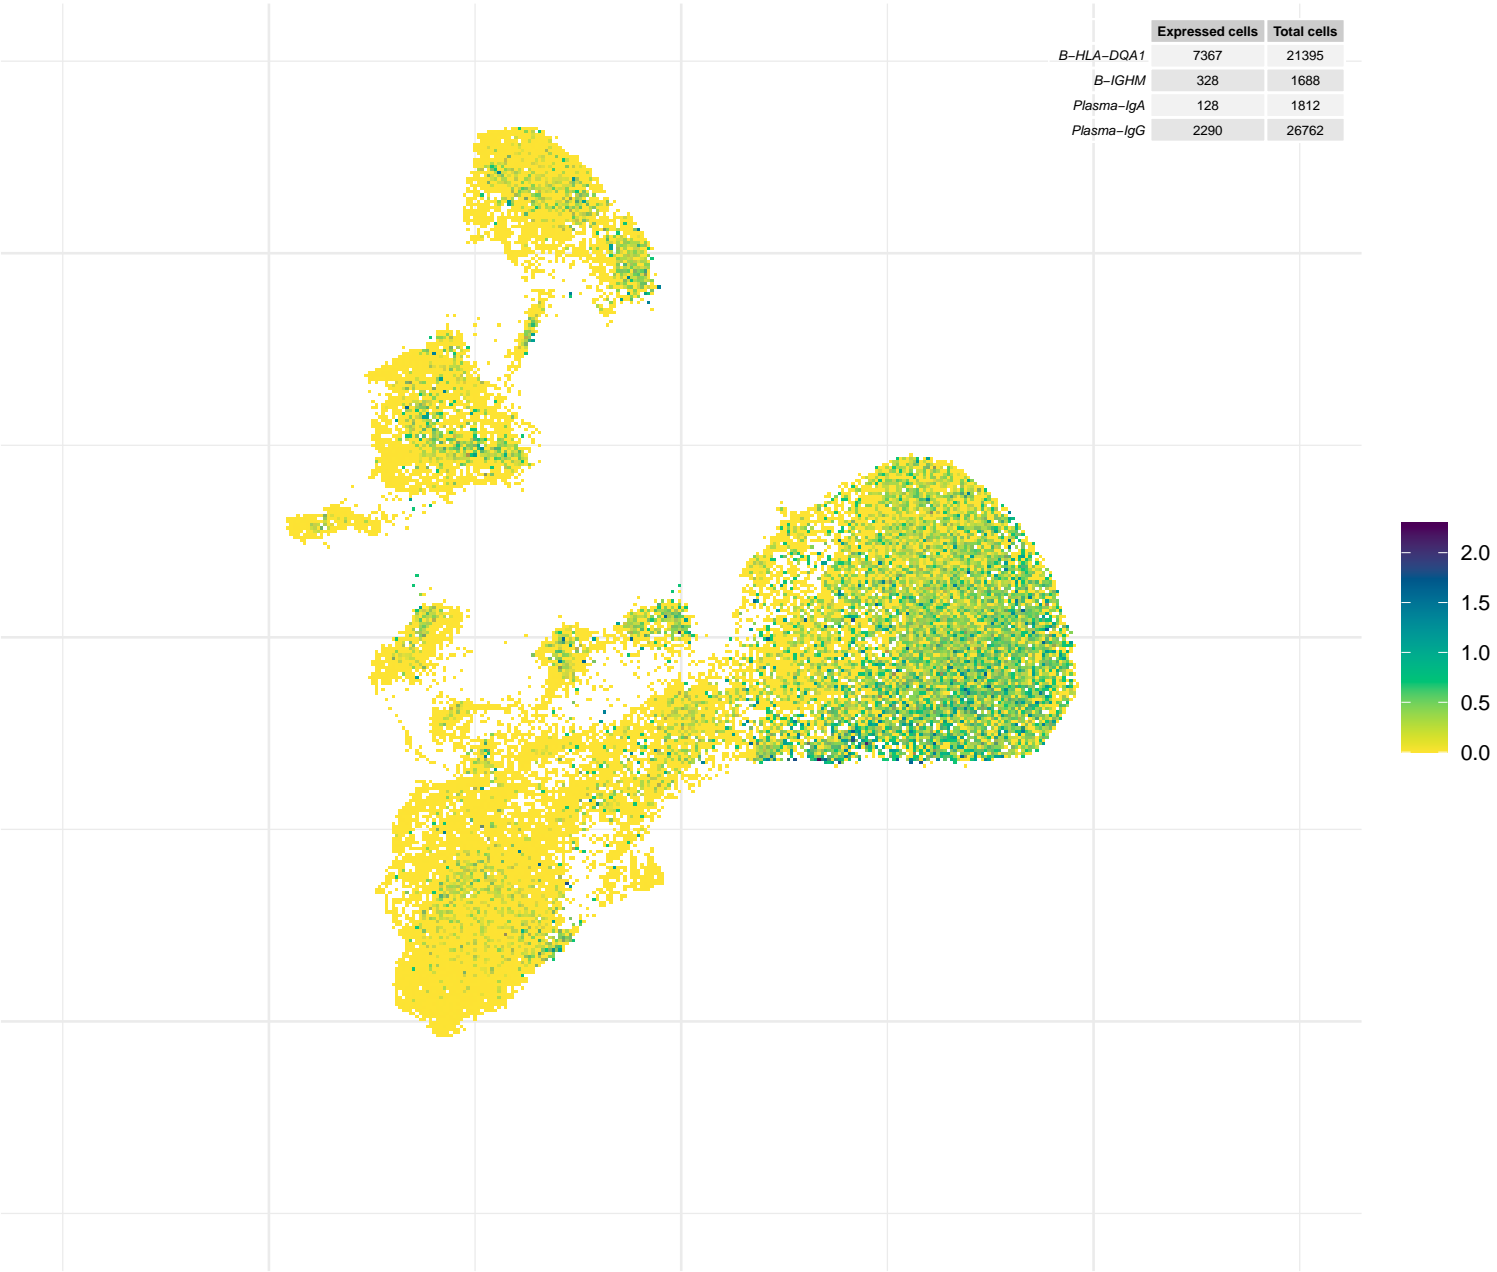 Expressed cells Total cells
B−HLA−DQA1 7367 21395
B−IGHM 328 1688
Plasma−IgA 128 1812
Plasma−IgG 2290 26762
2.0
1.5
1.0
0.5
0.0